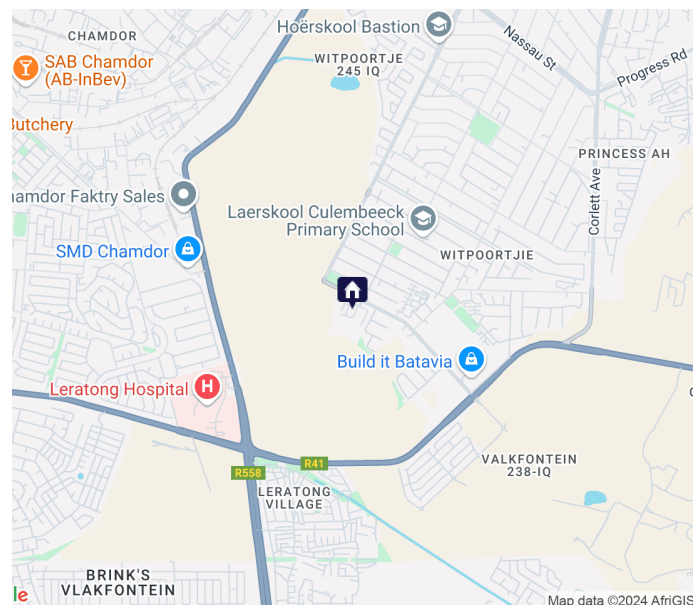 Hoërskool Bastion
CHAMDOR
Nassau St
SAB Chamdor
(AB-InBev)
WITPOORTJE
245 IQ
Progress Rd
Butchery
PRINCESS AH
hamdor Faktry Sales
Laerskool Culembeeck
Primary School
Corlett Ave
SMD Chamdor
WITPOORTJIE
Build it Batavia
Leratong Hospital
H
R41
R558
VALKFONTEIN
238-IQ
LERATONG
VILLAGE
BRINK'S
VLAKFONTEIN
le
Map data ©2024 AfriGIS